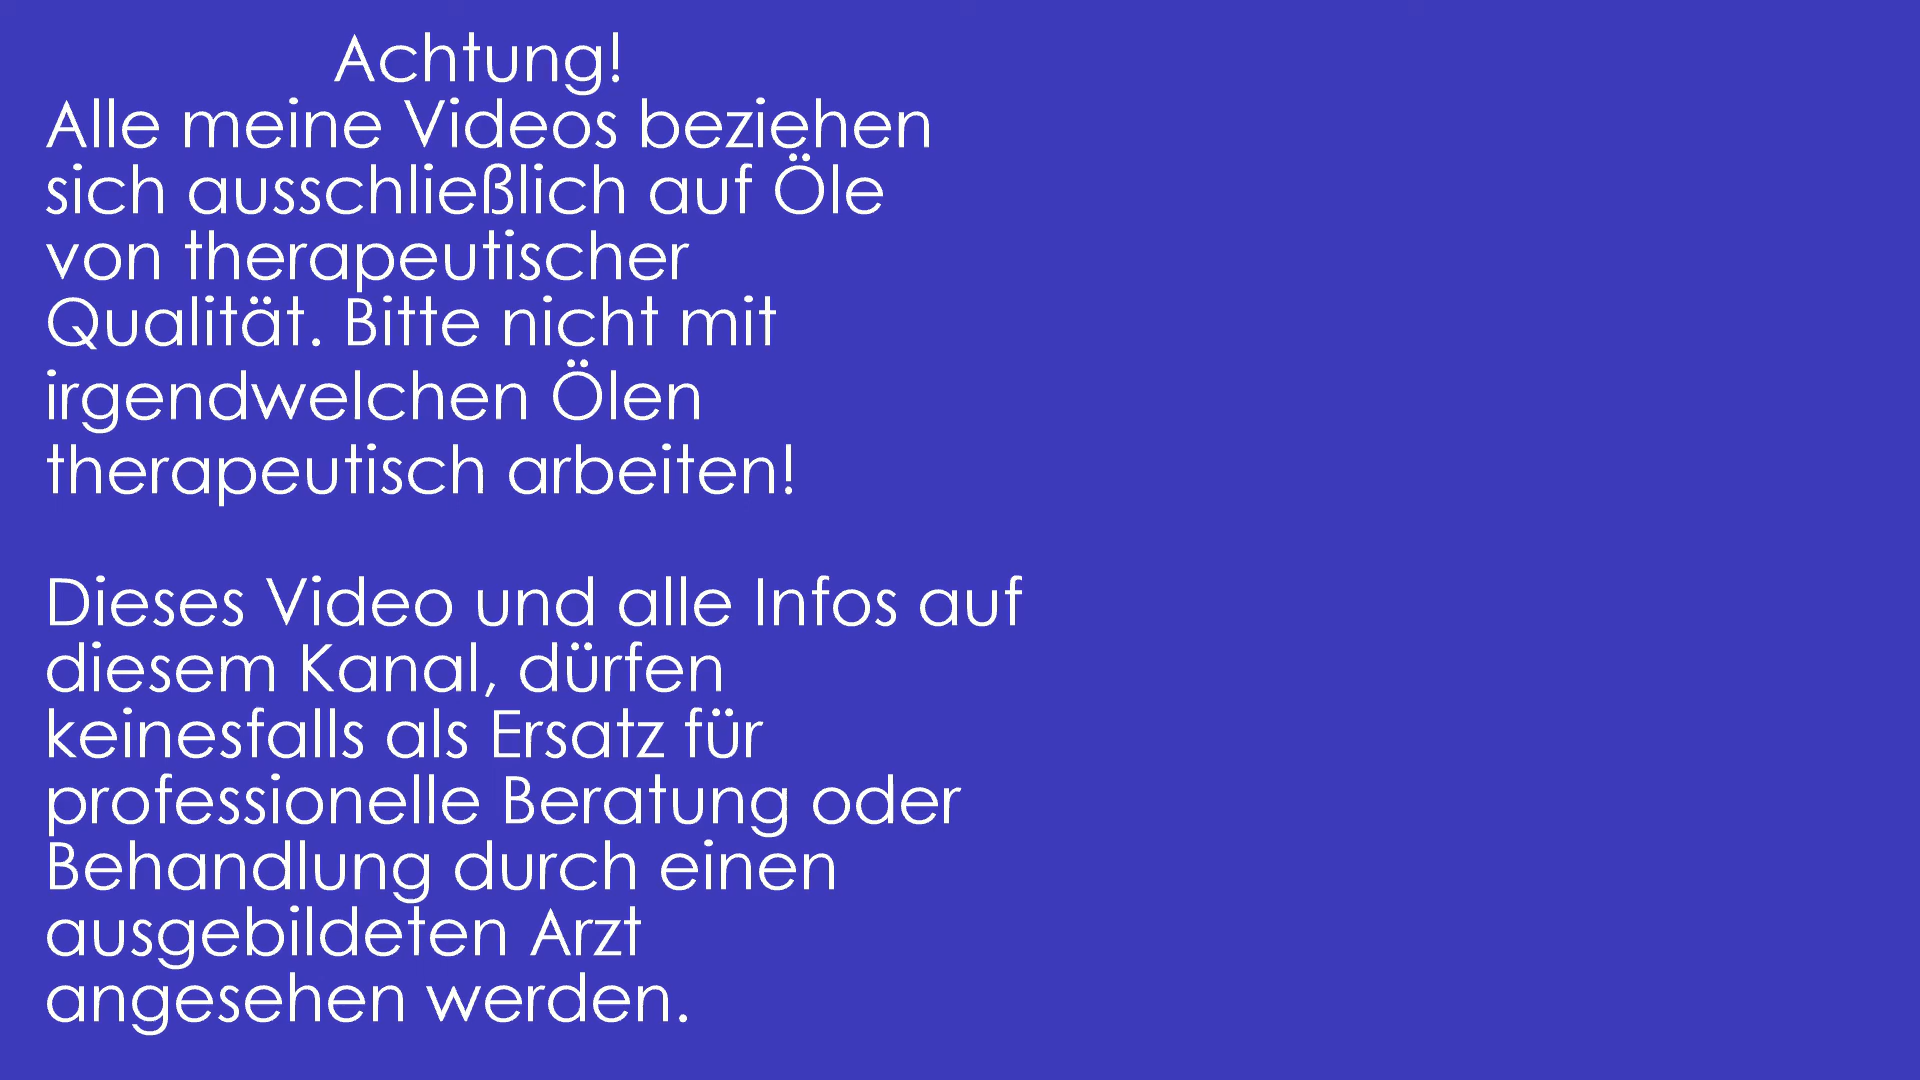 Achtung!
Alle meine Videos beziehen
sich ausschließlich auf Öle
von therapeutischer
Qualität. Bitte nicht mit
irgendwelchen Ölen
therapeutisch arbeiten!
Dieses Video und alle Infos auf
diesem Kanal, dürfen
keinesfalls als Ersatz für
professionelle Beratung oder
Behandlung durch einen
ausgebildeten Arzt
angesehen werden.